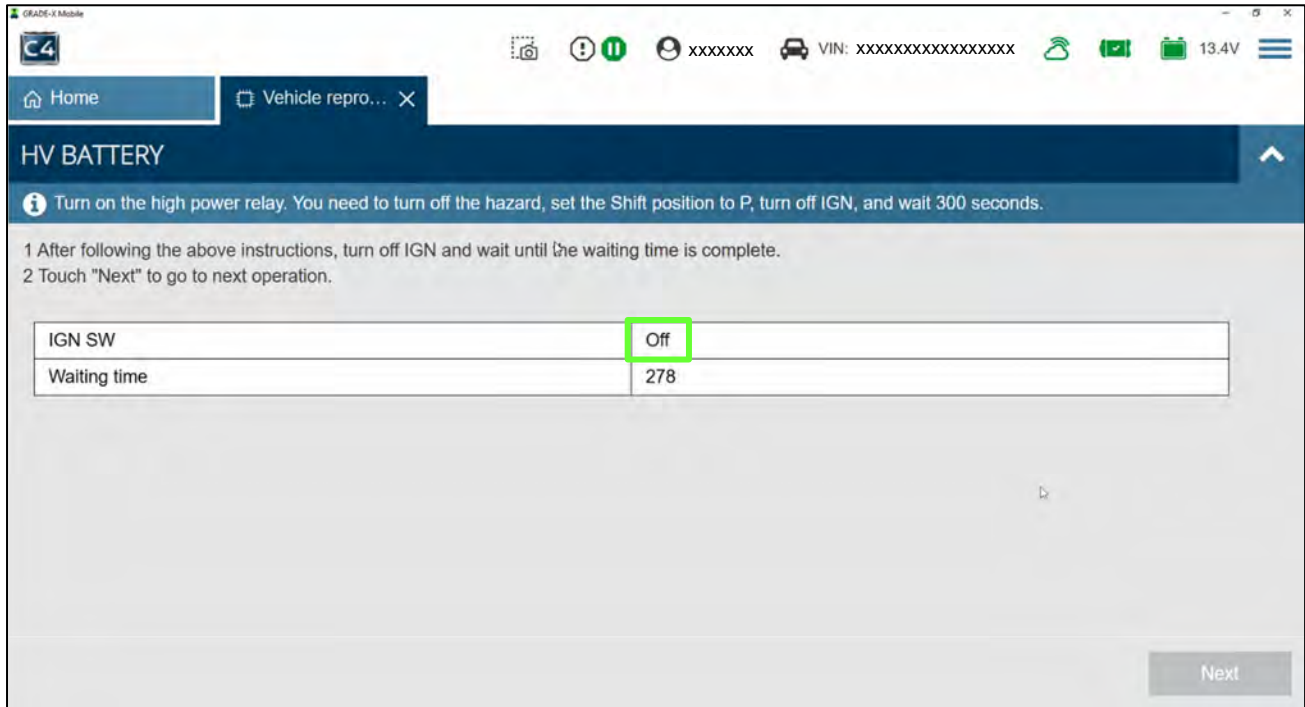 GRADE-X Mobile
C4
xxxxxxx
VIN: xxxxxxxxxxxxxxxxx
13.4V
Home
Vehicle repro...
HV BATTERY
Turn on the high power relay. You need to turn off the hazard, set the Shift position to P, turn off IGN, and wait 300 seconds.
1 After following the above instructions, turn off IGN and wait until the waiting time is complete.
2 Touch "Next" to go to next operation.
IGN SW Off
Waiting time 278
Next